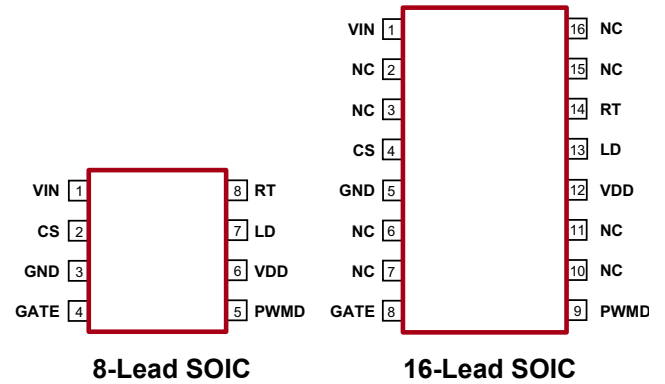 VIN 1
CS 2
GND 3
GATE 4
8 RT
7 LD
6 VDD
5 PWMD
8-Lead SOIC
VIN 1
NC 2
NC 3
CS 4
GND 5
NC 6
NC 7
GATE 8
16 NC
15 NC
14 RT
13 LD
12 VDD
11 NC
10 NC
9 PWMD
16-Lead SOIC